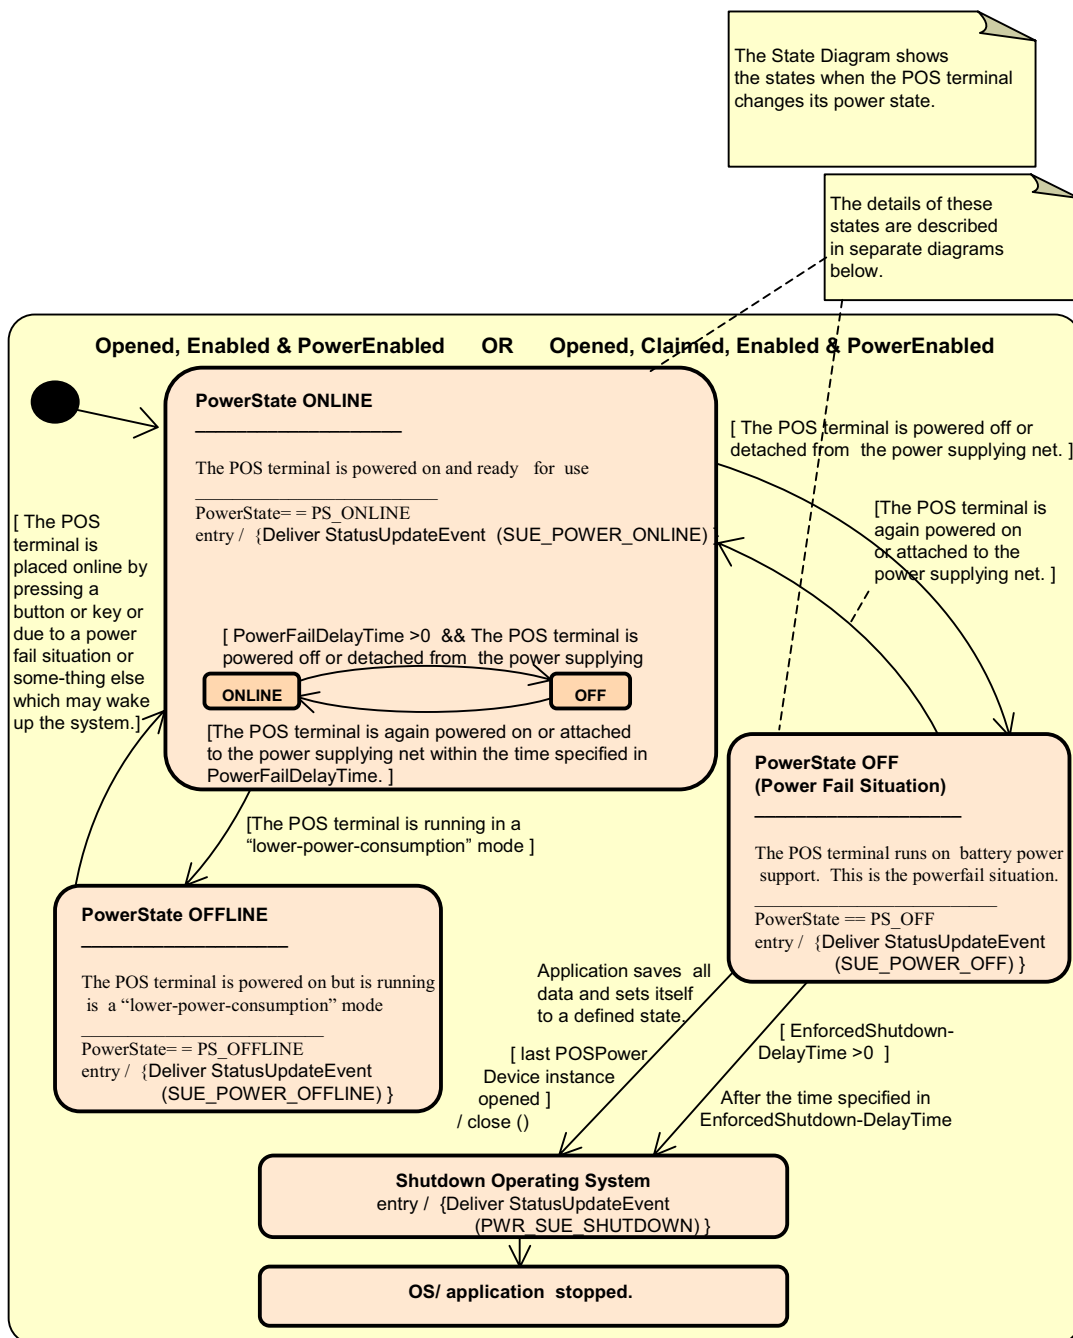 The State Diagram shows
the states when the POS terminal
changes its power state.
The details of these
states are described
in separate diagrams
below.
Opened, Enabled & PowerEnabled OR Opened, Claimed, Enabled & PowerEnabled
PowerState ONLINE
The POS terminal is powered on and ready for use
PowerState= = PS_ONLINE
entry / {Deliver StatusUpdateEvent (SUE_POWER_ONLINE) }
[ PowerFailDelayTime >0 && The POS terminal is
powered off or detached from the power supplying
ONLINE
OFF
[The POS terminal is again powered on or attached
to the power supplying net within the time specified in
PowerFailDelayTime. ]
[ The POS terminal is powered off or
detached from the power supplying net. ]
[The POS terminal is
again powered on
or attached to the
power supplying net. ]
[ The POS
terminal is
placed online by
pressing a
button or key or
due to a power
fail situation or
some-thing else
which may wake
up the system.]
[The POS terminal is running in a
“lower-power-consumption” mode ]
PowerState OFF
(Power Fail Situation)
The POS terminal runs on battery power
support. This is the powerfail situation.
PowerState == PS_OFF
entry / {Deliver StatusUpdateEvent
(SUE_POWER_OFF) }
PowerState OFFLINE
The POS terminal is powered on but is running
is a “lower-power-consumption” mode
PowerState= = PS_OFFLINE
entry / {Deliver StatusUpdateEvent
(SUE_POWER_OFFLINE) }
Application saves all
data and sets itself
to a defined state.
[ last POSPower
Device instance
opened ]
/ close ()
[ EnforcedShutdown-
DelayTime >0 ]
After the time specified in
EnforcedShutdown-DelayTime
Shutdown Operating System
entry / {Deliver StatusUpdateEvent
(PWR_SUE_SHUTDOWN) }
OS/ application stopped.